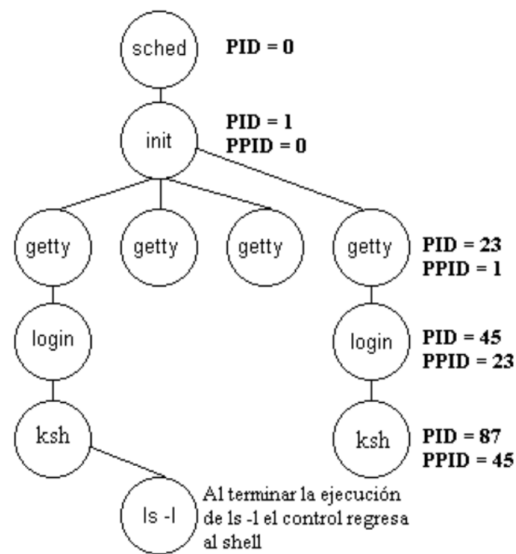 sched
PID = 0
init
PID = 1
PPID = 0
getty
getty
getty
getty
PID = 23
PPID = 1
login
login
PID = 45
PPID = 23
ksh
ksh
PID = 87
PPID = 45
ls -l
Al terminar la ejecución
de ls -l el control regresa
al shell